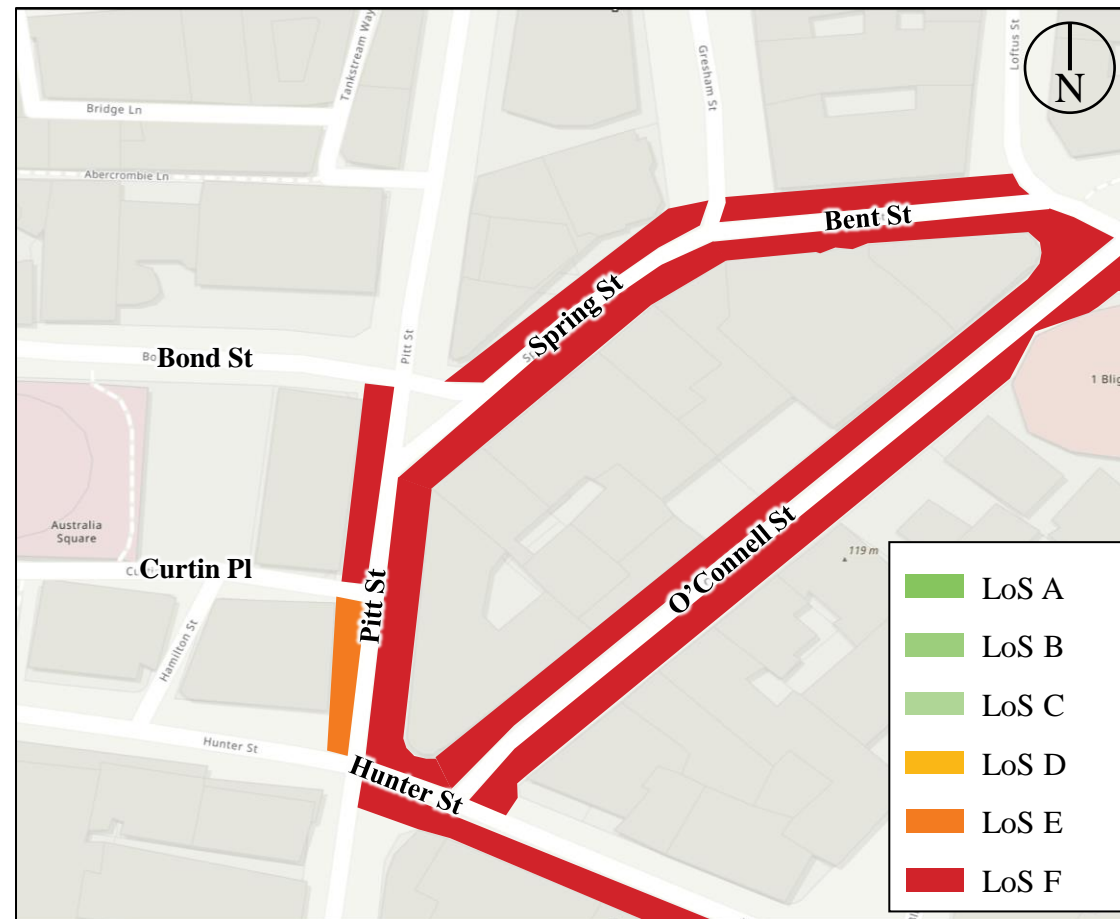 Tankstream Way
Gresham St
Loftus St
N
Bridge Ln
Abercrombie Ln
Bent St
Spring St
Pitt St
Bond St
1 Blig
Australia
Square
O'Connell St
119 m
Curtin Pl
Pitt St
Hamilton St
Hunter St
Hunter St
LoS A
LoS B
LoS C
LoS D
LoS E
LoS F